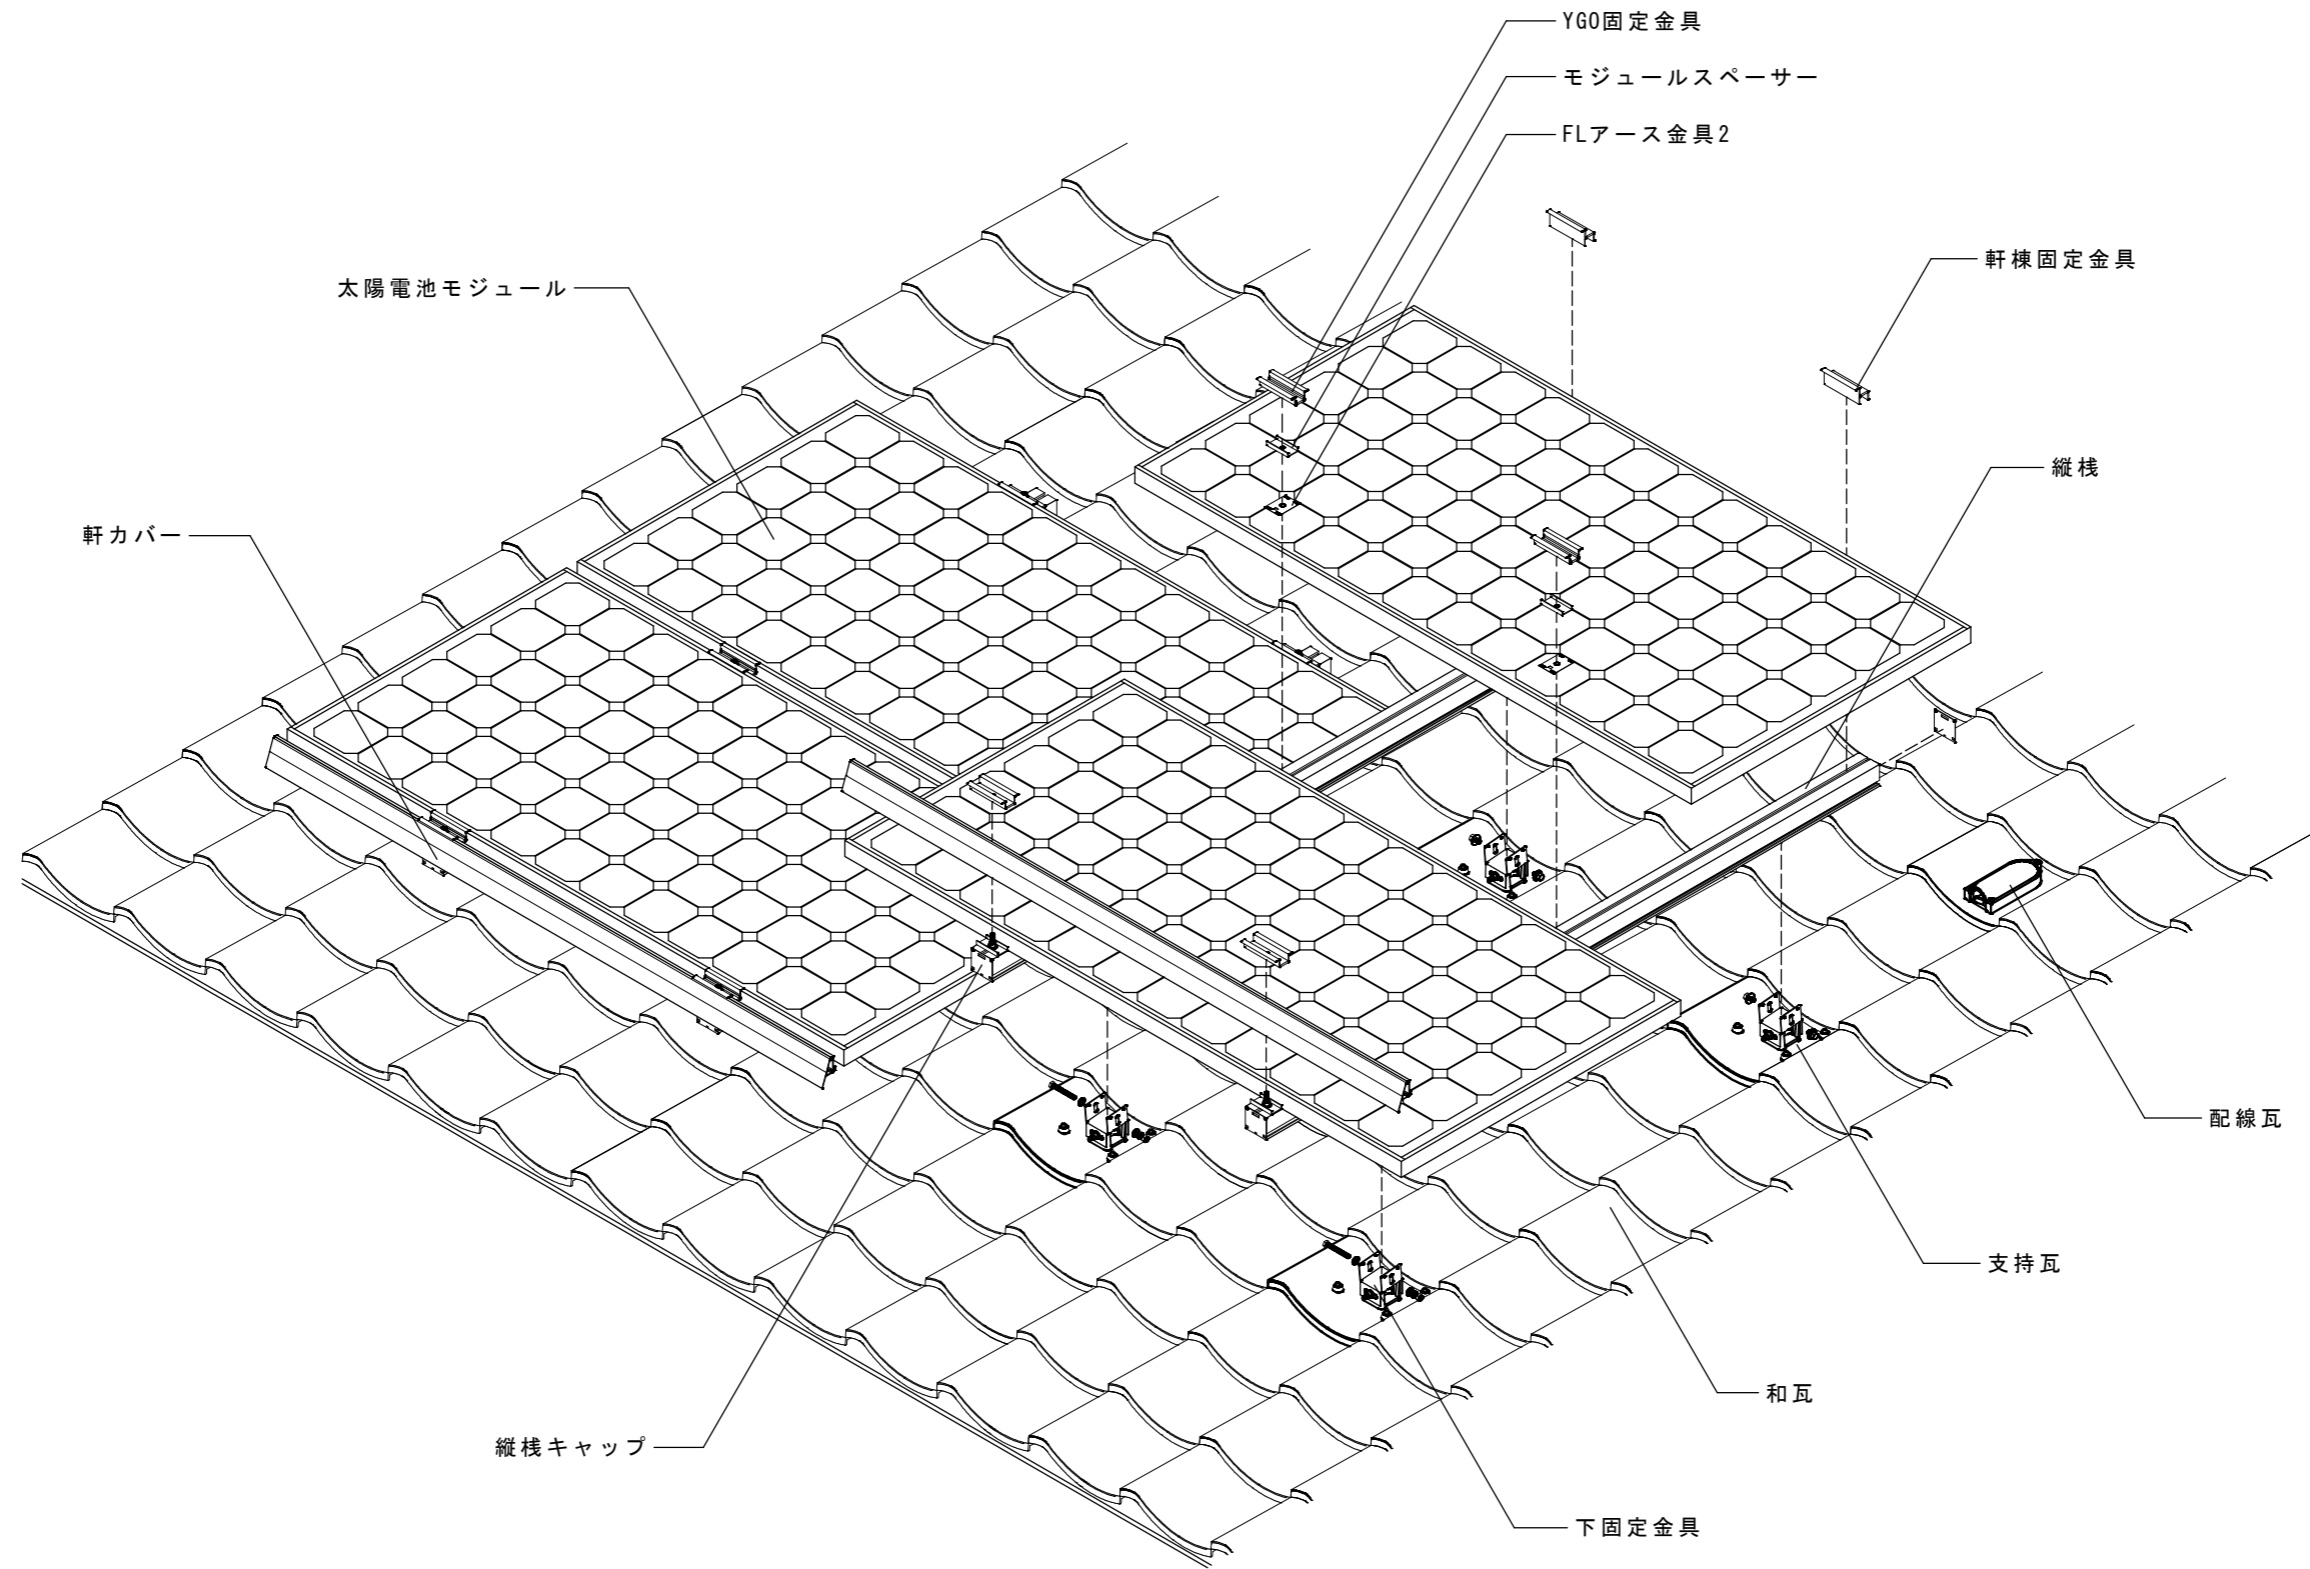 YGO固定金具
モジュールスペーサー
FLアース金具2
軒棟固定金具
太陽電池モジュール
縦桟
軒カバー
配線瓦
支持瓦
和瓦
縦桟キャップ
下固定金具